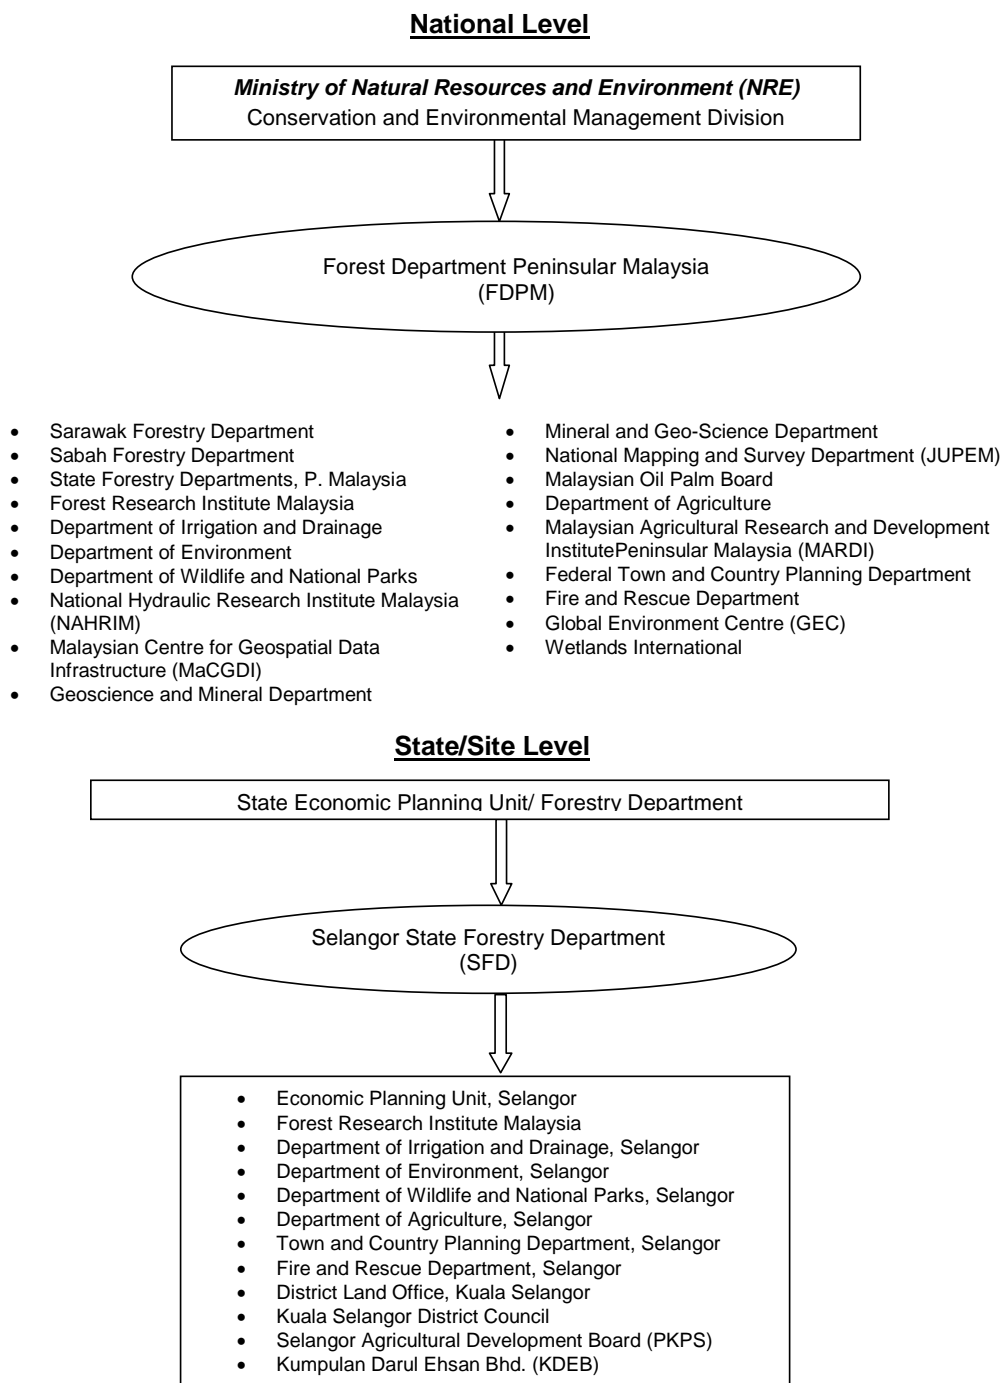 National Level
Ministry of Natural Resources and Environment (NRE)
Conservation and Environmental Management Division
Forest Department Peninsular Malaysia
(FDPM)
• Sarawak Forestry Department
• Sabah Forestry Department
• State Forestry Departments, P. Malaysia
• Forest Research Institute Malaysia
• Department of Irrigation and Drainage
• Department of Environment
• Department of Wildlife and National Parks
• National Hydraulic Research Institute Malaysia
(NAHRIM)
• Malaysian Centre for Geospatial Data
Infrastructure (MaCGDI)
• Geoscience and Mineral Department
• Mineral and Geo-Science Department
• National Mapping and Survey Department (JUPEM)
• Malaysian Oil Palm Board
• Department of Agriculture
• Malaysian Agricultural Research and Development
InstitutePeninsular Malaysia (MARDI)
• Federal Town and Country Planning Department
• Fire and Rescue Department
• Global Environment Centre (GEC)
• Wetlands International
State/Site Level
State Economic Planning Unit/ Forestry Department
Selangor State Forestry Department
(SFD)
• Economic Planning Unit, Selangor
• Forest Research Institute Malaysia
• Department of Irrigation and Drainage, Selangor
• Department of Environment, Selangor
• Department of Wildlife and National Parks, Selangor
• Department of Agriculture, Selangor
• Town and Country Planning Department, Selangor
• Fire and Rescue Department, Selangor
• District Land Office, Kuala Selangor
• Kuala Selangor District Council
• Selangor Agricultural Development Board (PKPS)
• Kumpulan Darul Ehsan Bhd. (KDEB)